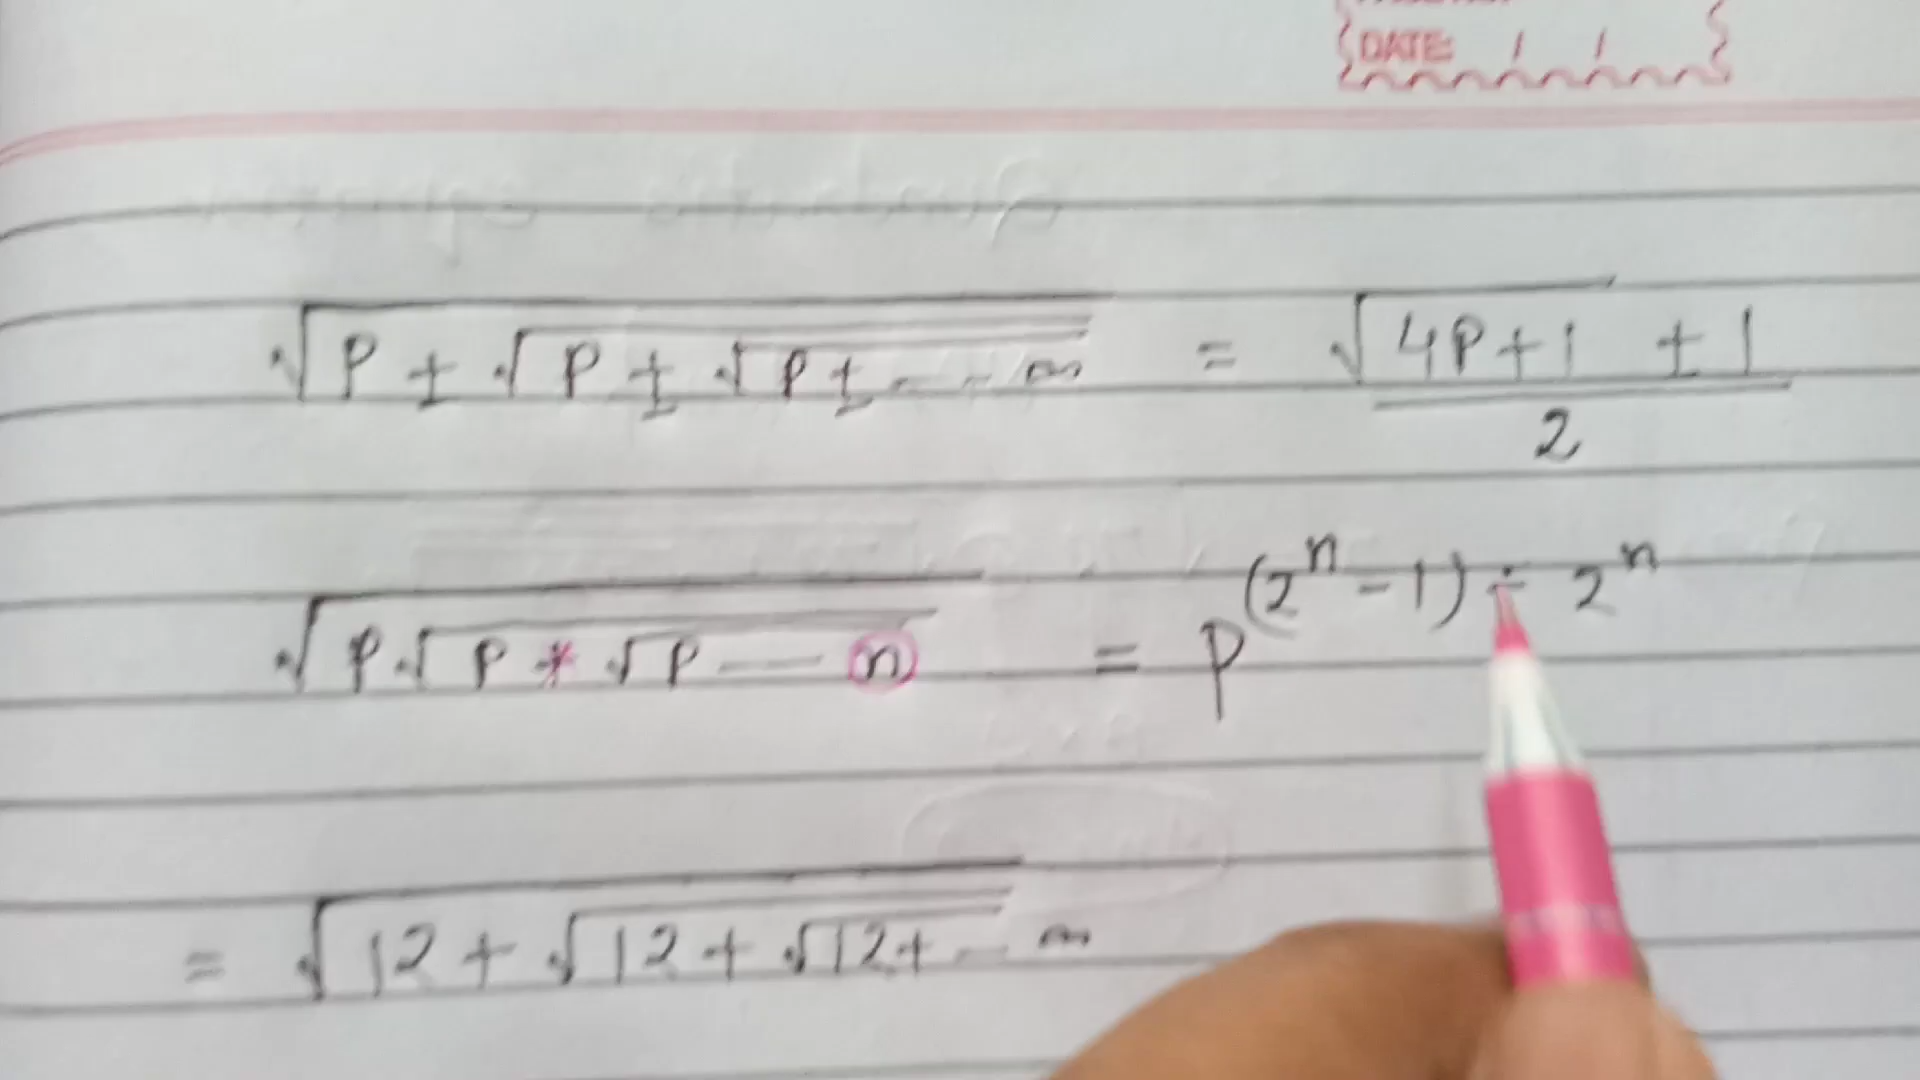 DATE: / /
√(P ± √(P ± √(P ± - - ∞))) = (√(4P+1) ± 1) / 2
√(P√(P * √P — n)) = P^((2^n - 1) ÷ 2^n)
= √(12 + √(12 + √(12 + - ∞)))